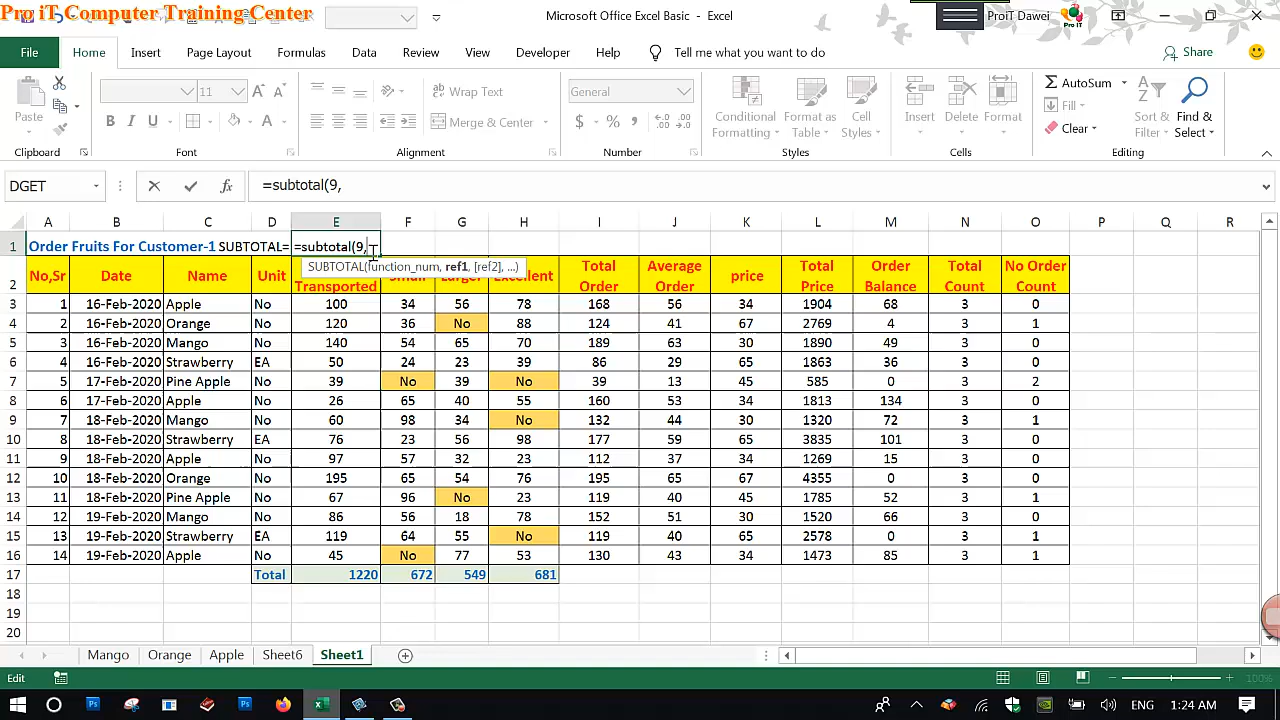 Pro iT Computer Training Center
Microsoft Office Excel Basic - Excel
ProiT Dawei
Pro IT
File Home Insert Page Layout Formulas Data Review View Developer Help Tell me what you want to do Share
Paste
11
B I U
Wrap Text
Merge & Center
General
$ % ,
Conditional Formatting
Format as Table
Cell Styles
Insert Delete Format
AutoSum
Fill
Clear
Sort & Filter
Find & Select
Clipboard Font Alignment Number Styles Cells Editing
DGET fx =subtotal(9,
A B C D E F G H I J K L M N O P Q R
1 Order Fruits For Customer-1 SUBTOTAL= =subtotal(9,
SUBTOTAL(function_num, ref1, [ref2], ...)
2 No,Sr Date Name Unit Transported Excellent Total Order Average Order price Total Price Order Balance Total Count No Order Count
3 1 16-Feb-2020 Apple No 100 34 56 78 168 56 34 1904 68 3 0
4 2 16-Feb-2020 Orange No 120 36 No 88 124 41 67 2769 4 3 1
5 3 16-Feb-2020 Mango No 140 54 65 70 189 63 30 1890 49 3 0
6 4 16-Feb-2020 Strawberry EA 50 24 23 39 86 29 65 1863 36 3 0
7 5 17-Feb-2020 Pine Apple No 39 No 39 No 39 13 45 585 0 3 2
8 6 17-Feb-2020 Apple No 26 65 40 55 160 53 34 1813 134 3 0
9 7 18-Feb-2020 Mango No 60 98 34 No 132 44 30 1320 72 3 1
10 8 18-Feb-2020 Strawberry EA 76 23 56 98 177 59 65 3835 101 3 0
11 9 18-Feb-2020 Apple No 97 57 32 23 112 37 34 1269 15 3 0
12 10 18-Feb-2020 Orange No 195 65 54 76 195 65 67 4355 0 3 0
13 11 18-Feb-2020 Pine Apple No 67 96 No 23 119 40 45 1785 52 3 1
14 12 19-Feb-2020 Mango No 86 56 18 78 152 51 30 1520 66 3 0
15 13 19-Feb-2020 Strawberry EA 119 64 55 No 119 40 65 2578 0 3 1
16 14 19-Feb-2020 Apple No 45 No 77 53 130 43 34 1473 85 3 1
17 Total 1220 672 549 681
18
19
20
Mango Orange Apple Sheet6 Sheet1
Edit 100%
ENG 1:24 AM